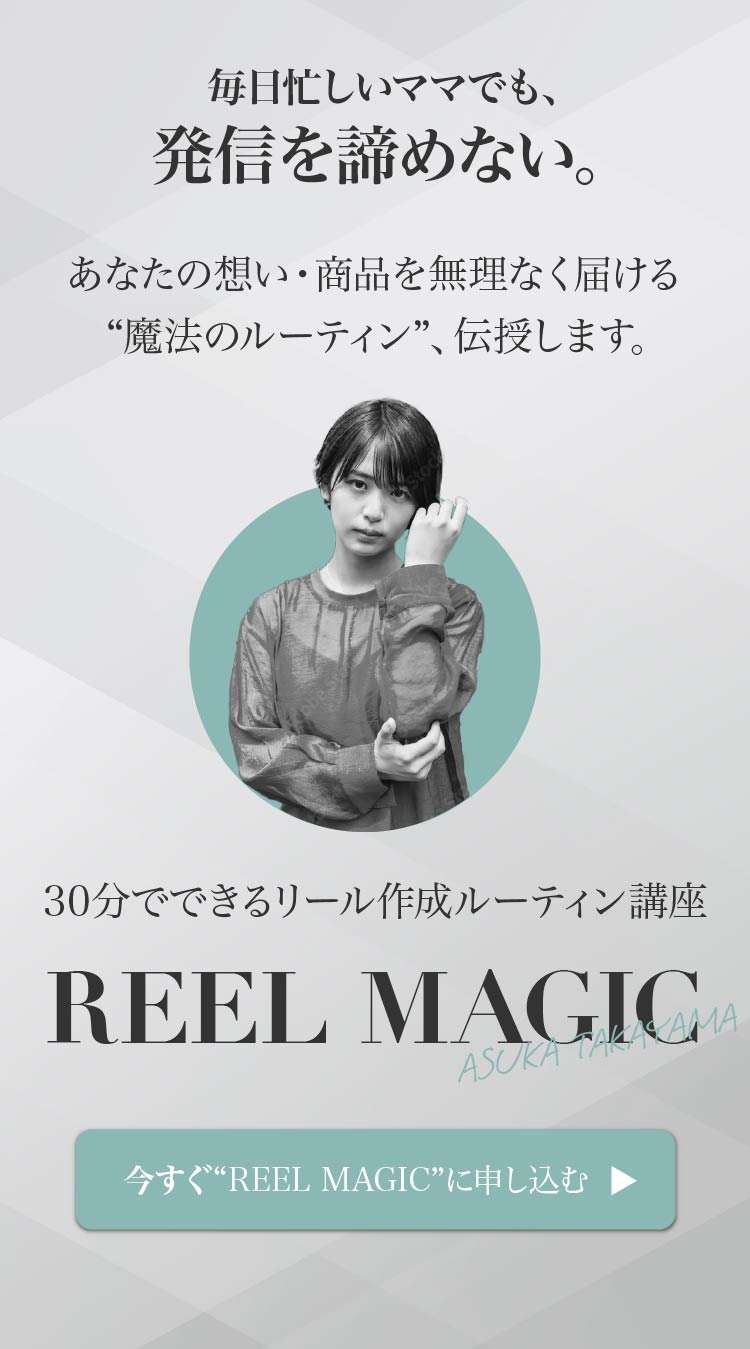 毎日忙しいママでも、
発信を諦めない。
あなたの想い・商品を無理なく届ける
“魔法のルーティン”、伝授します。
30分でできるリール作成ルーティン講座
REEL MAGIC
ASUKA TAKAYAMA
今すぐ“REEL MAGIC”に申し込む ▶